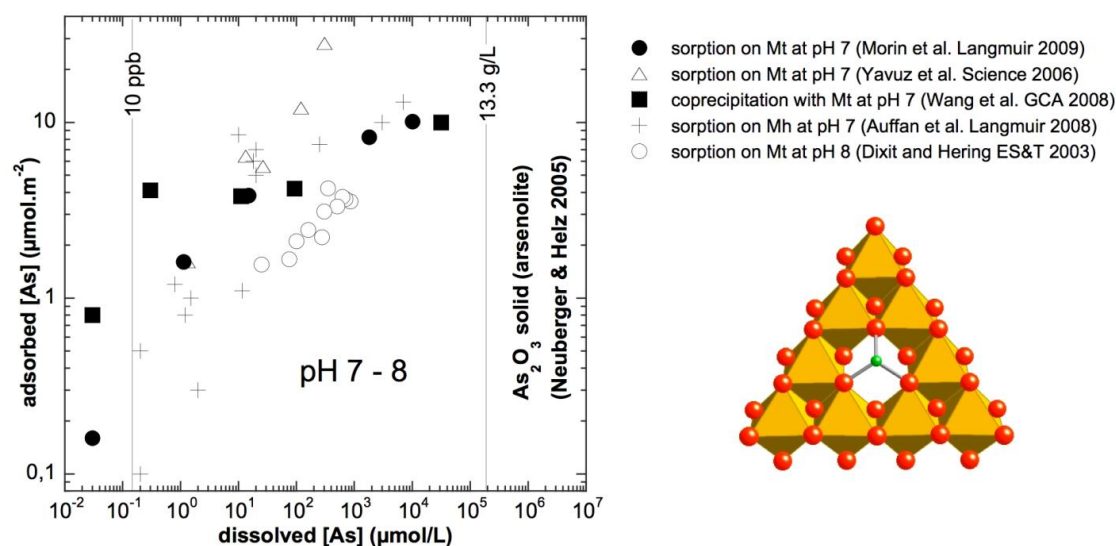 10
1
0,1
adsorbed [As] (µmol.m⁻²)
10 ppb
13.3 g/L
As₂O₃ solid (arsenolite)
(Neuberger & Helz 2005)
pH 7 - 8
10⁻² 10⁻¹ 10⁰ 10¹ 10² 10³ 10⁴ 10⁵ 10⁶ 10⁷
dissolved [As] (µmol/L)
sorption on Mt at pH 7 (Morin et al. Langmuir 2009)
sorption on Mt at pH 7 (Yavuz et al. Science 2006)
coprecipitation with Mt at pH 7 (Wang et al. GCA 2008)
sorption on Mh at pH 7 (Auffan et al. Langmuir 2008)
sorption on Mt at pH 8 (Dixit and Hering ES&T 2003)